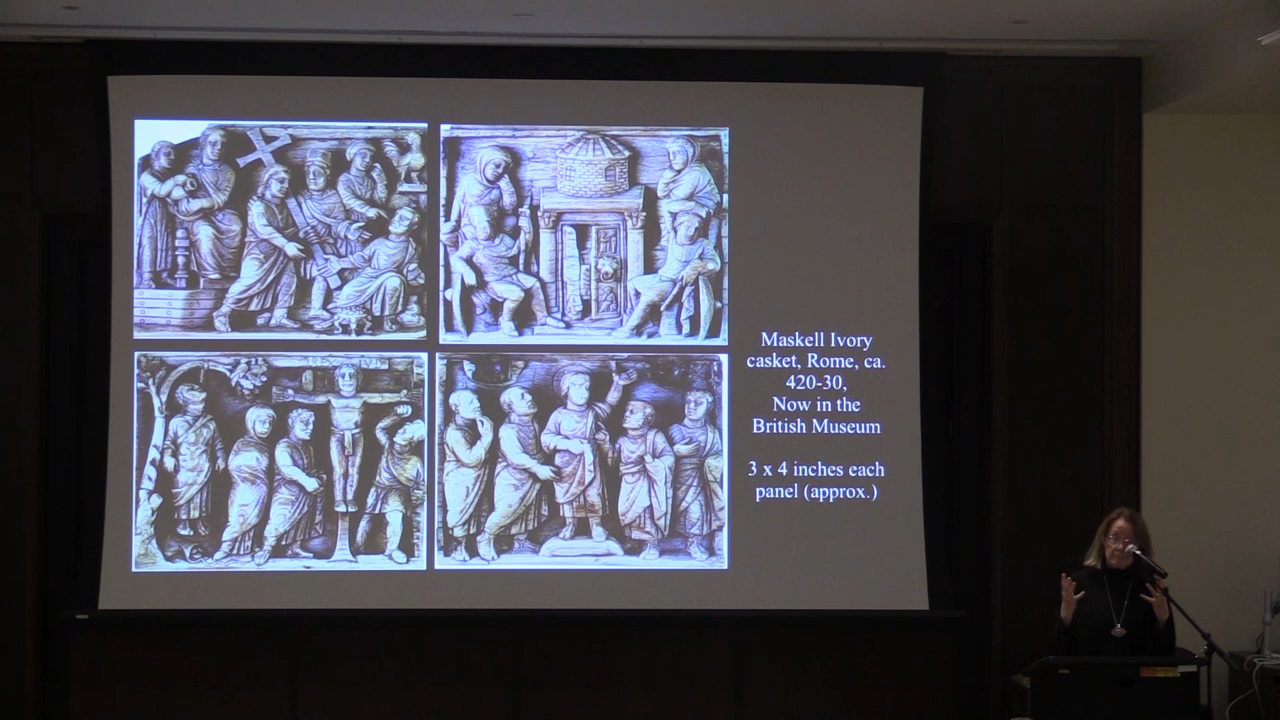 Maskell Ivory
casket, Rome, ca.
420-30,
Now in the
British Museum
3 x 4 inches each
panel (approx.)